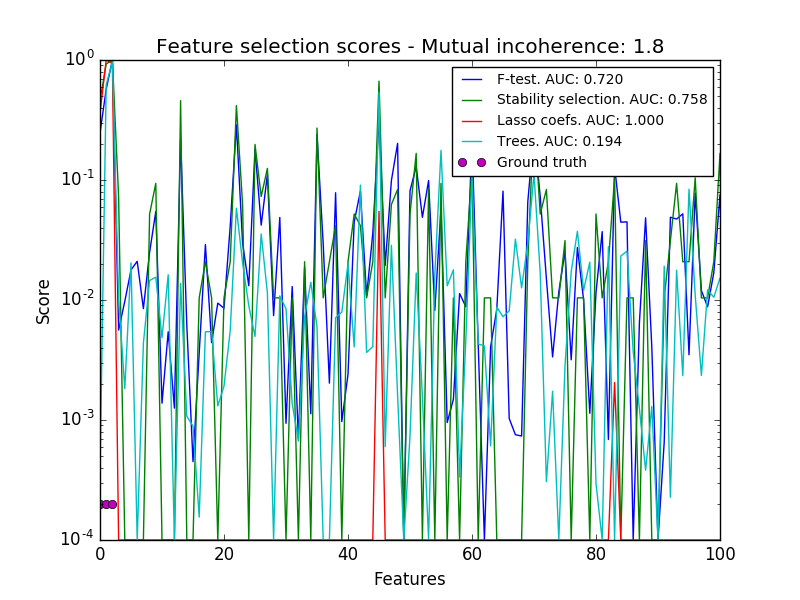 Feature selection scores - Mutual incoherence: 1.8
10^0
10^-1
10^-2
10^-3
10^-4
Score
F-test. AUC: 0.720
Stability selection. AUC: 0.758
Lasso coefs. AUC: 1.000
Trees. AUC: 0.194
Ground truth
0 20 40 60 80 100
Features